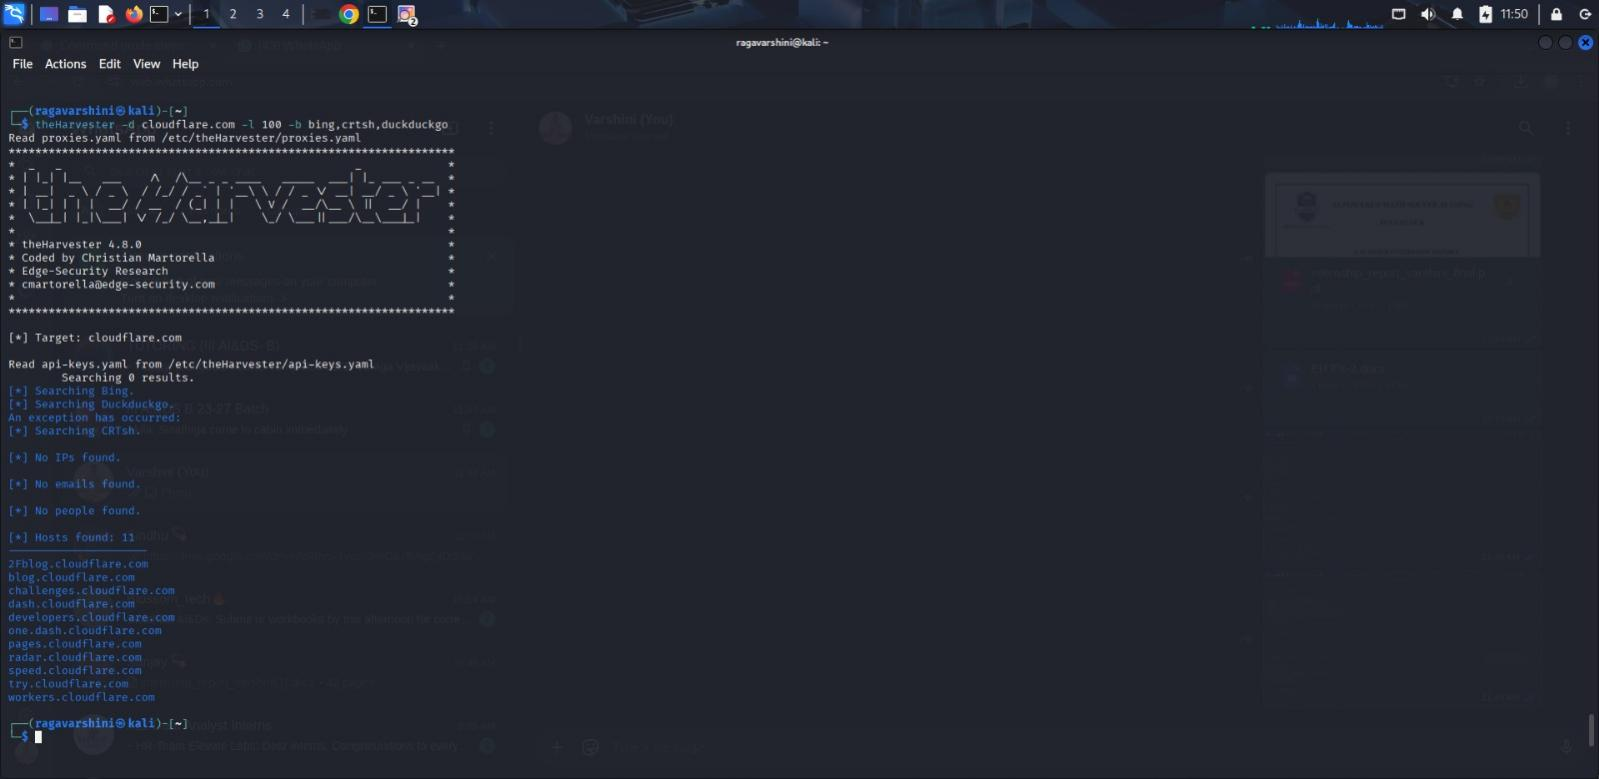 1 2 3 4
11:50
ragavarshini@kali: ~
File Actions Edit View Help
(ragavarshini㉿kali)-[~]
$ theHarvester -d cloudflare.com -l 100 -b bing,crtsh,duckduckgo
Read proxies.yaml from /etc/theHarvester/proxies.yaml
*******************************************************************
theHarvester
* theHarvester 4.8.0 *
* Coded by Christian Martorella *
* Edge-Security Research *
* cmartorella@edge-security.com *
* *
*******************************************************************
[*] Target: cloudflare.com
Read api-keys.yaml from /etc/theHarvester/api-keys.yaml
Searching 0 results.
[*] Searching Bing.
[*] Searching Duckduckgo.
An exception has occurred:
[*] Searching CRTsh.
[*] No IPs found.
[*] No emails found.
[*] No people found.
[*] Hosts found: 11
2Fblog.cloudflare.com
blog.cloudflare.com
challenges.cloudflare.com
dash.cloudflare.com
developers.cloudflare.com
one.dash.cloudflare.com
pages.cloudflare.com
radar.cloudflare.com
speed.cloudflare.com
try.cloudflare.com
workers.cloudflare.com
(ragavarshini㉿kali)-[~]
$
Varshini (You)